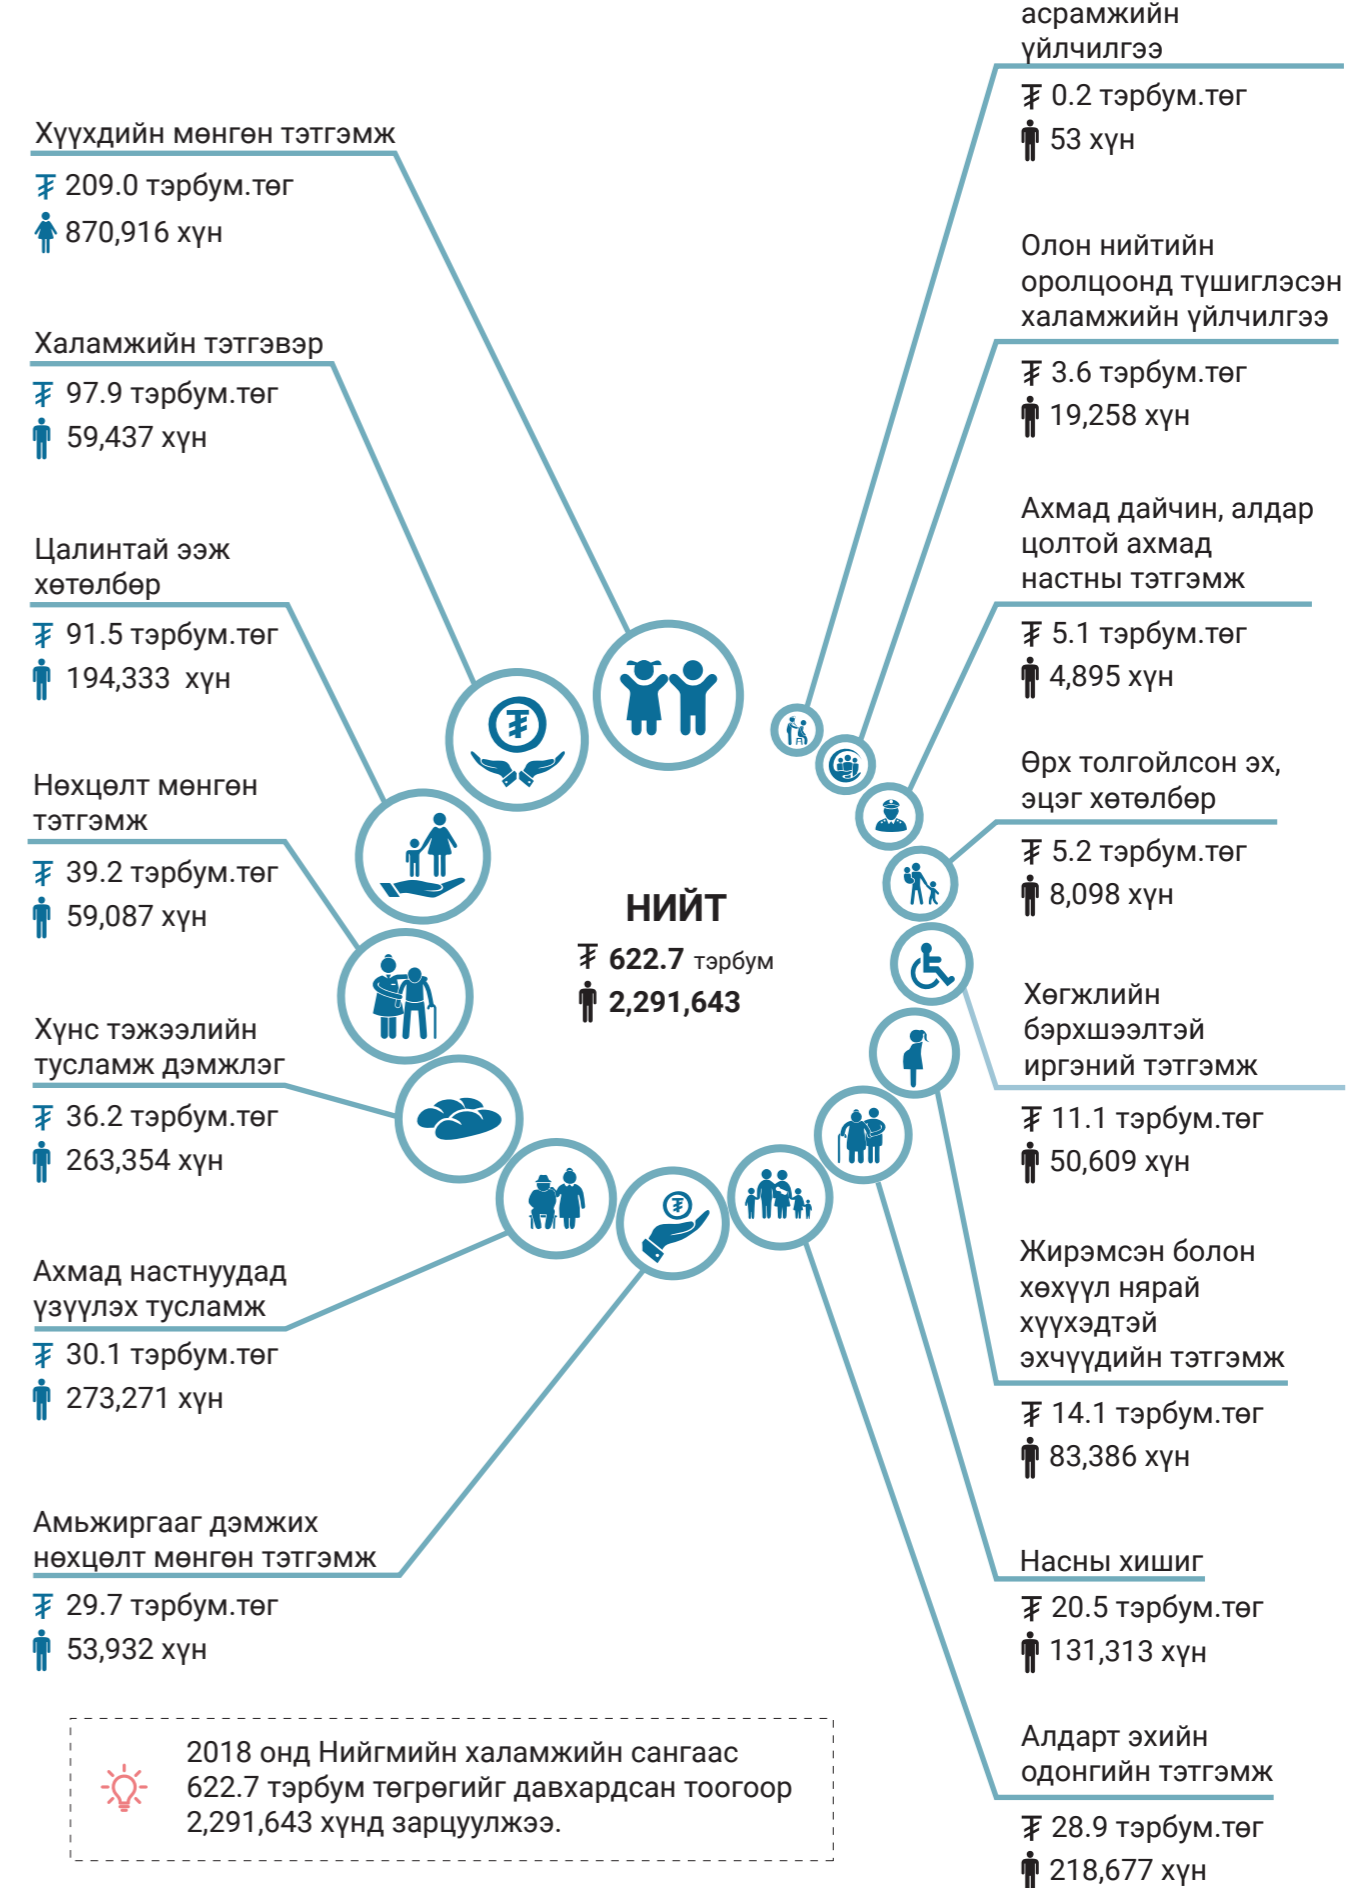 Хүүхдийн мөнгөн тэтгэмж
₮ 209.0 тэрбум.төг
870,916 хүн
Халамжийн тэтгэвэр
₮ 97.9 тэрбум.төг
59,437 хүн
Цалинтай ээж
хөтөлбөр
₮ 91.5 тэрбум.төг
194,333 хүн
Нөхцөлт мөнгөн
тэтгэмж
₮ 39.2 тэрбум.төг
59,087 хүн
Хүнс тэжээлийн
тусламж дэмжлэг
₮ 36.2 тэрбум.төг
263,354 хүн
Ахмад настнуудад
үзүүлэх тусламж
₮ 30.1 тэрбум.төг
273,271 хүн
Амьжиргааг дэмжих
нөхцөлт мөнгөн тэтгэмж
₮ 29.7 тэрбум.төг
53,932 хүн
НИЙТ
₮ 622.7 тэрбум
2,291,643
асрамжийн
үйлчилгээ
₮ 0.2 тэрбум.төг
53 хүн
Олон нийтийн
оролцоонд түшиглэсэн
халамжийн үйлчилгээ
₮ 3.6 тэрбум.төг
19,258 хүн
Ахмад дайчин, алдар
цолтой ахмад
настны тэтгэмж
₮ 5.1 тэрбум.төг
4,895 хүн
Өрх толгойлсон эх,
эцэг хөтөлбөр
₮ 5.2 тэрбум.төг
8,098 хүн
Хөгжлийн
бэрхшээлтэй
иргэний тэтгэмж
₮ 11.1 тэрбум.төг
50,609 хүн
Жирэмсэн болон
хөхүүл нярай
хүүхэдтэй
эхчүүдийн тэтгэмж
₮ 14.1 тэрбум.төг
83,386 хүн
Насны хишиг
₮ 20.5 тэрбум.төг
131,313 хүн
Алдарт эхийн
одонгийн тэтгэмж
₮ 28.9 тэрбум.төг
218,677 хүн
2018 онд Нийгмийн халамжийн сангаас
622.7 тэрбум төгрөгийг давхардсан тоогоор
2,291,643 хүнд зарцуулжээ.